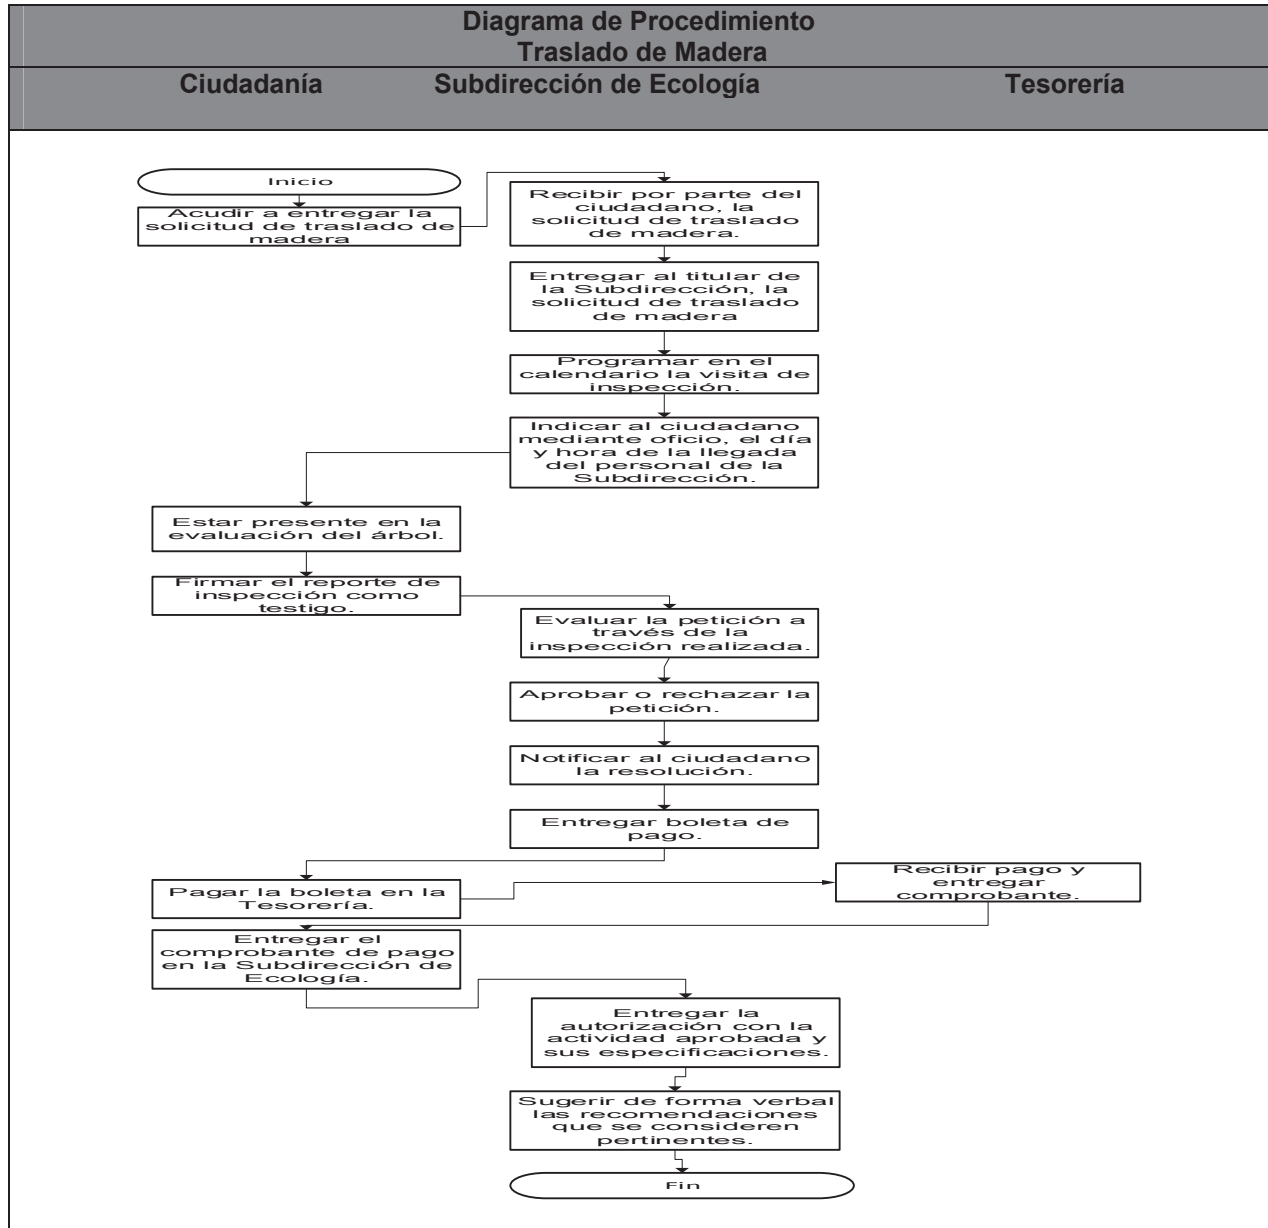 Diagrama de Procedimiento
Traslado de Madera
Ciudadanía
Subdirección de Ecología
Tesorería
Inicio
Acudir a entregar la
solicitud de traslado de
madera
Recibir por parte del
ciudadano, la
solicitud de traslado
de madera.
Entregar al titular de
la Subdirección, la
solicitud de traslado
de madera
Programar en el
calendario la visita de
inspección.
Indicar al ciudadano
mediante oficio, el día
y hora de la llegada
del personal de la
Subdirección.
Estar presente en la
evaluación del árbol.
Firmar el reporte de
inspección como
testigo.
Evaluar la petición a
través de la
inspección realizada.
Aprobar o rechazar la
petición.
Notificar al ciudadano
la resolución.
Entregar boleta de
pago.
Pagar la boleta en la
Tesorería.
Recibir pago y
entregar
comprobante.
Entregar el
comprobante de pago
en la Subdirección de
Ecología.
Entregar la
autorización con la
actividad aprobada y
sus especificaciones.
Sugerir de forma verbal
las recomendaciones
que se consideren
pertinentes.
Fin